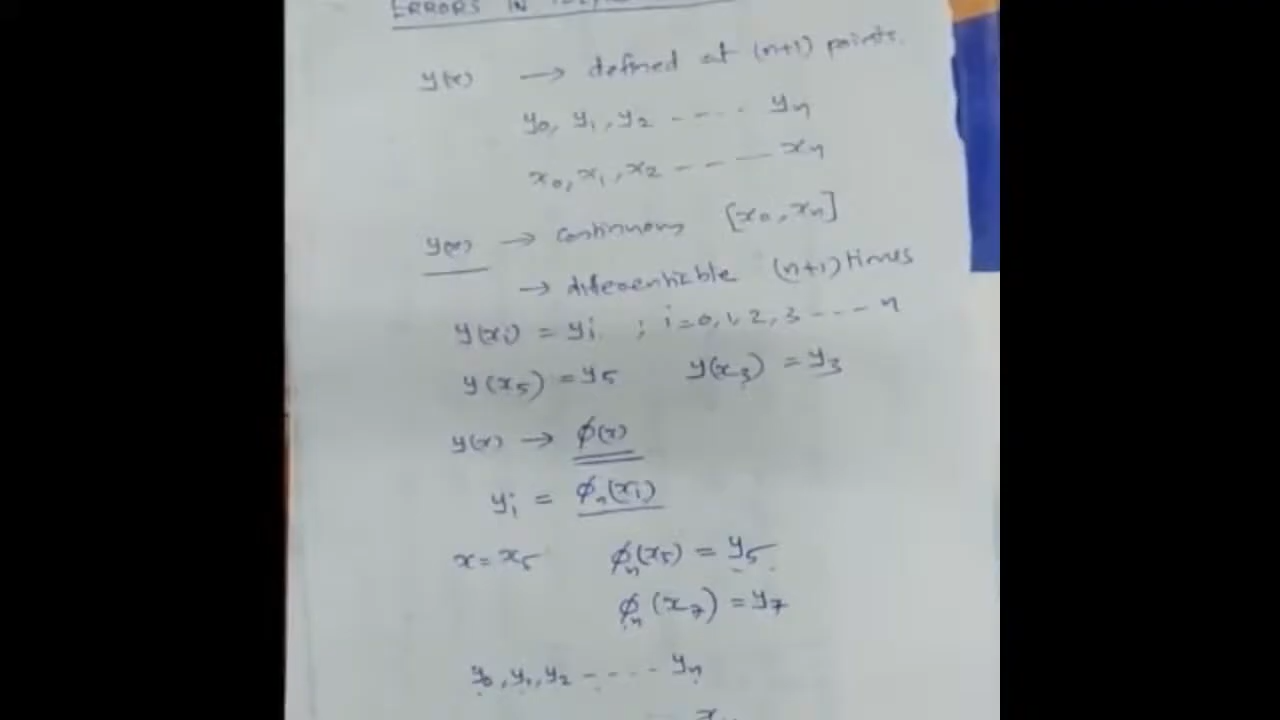 ERRORS IN
y(x) → defined at (n+1) points.
y₀, y₁, y₂ ---- yₙ
x₀, x₁, x₂ ---- xₙ
y(x) → continuous [x₀, xₙ]
→ differentiable (n+1) times
y(xᵢ) = yᵢ ; i=0,1,2,3 ---- n
y(x₅) = y₅ y(x₃) = y₃
y(x) → ϕ(x)
yᵢ = ϕₙ(xᵢ)
x = x₅ ϕₙ(x₅) = y₅
ϕₙ(x₇) = y₇
y₀, y₁, y₂ ----- yₙ